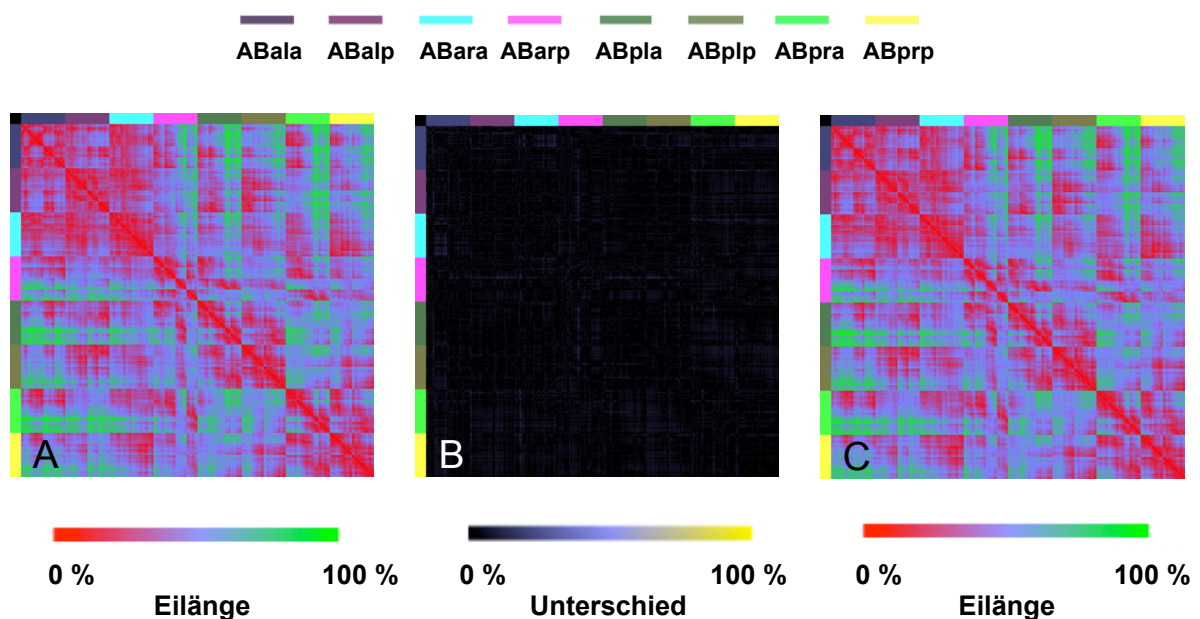 ABala ABalp ABara ABarp ABpla ABplp ABpra ABprp
A B C
0 % 100 % 0 % 100 % 0 % 100 %
Eilänge Unterschied Eilänge